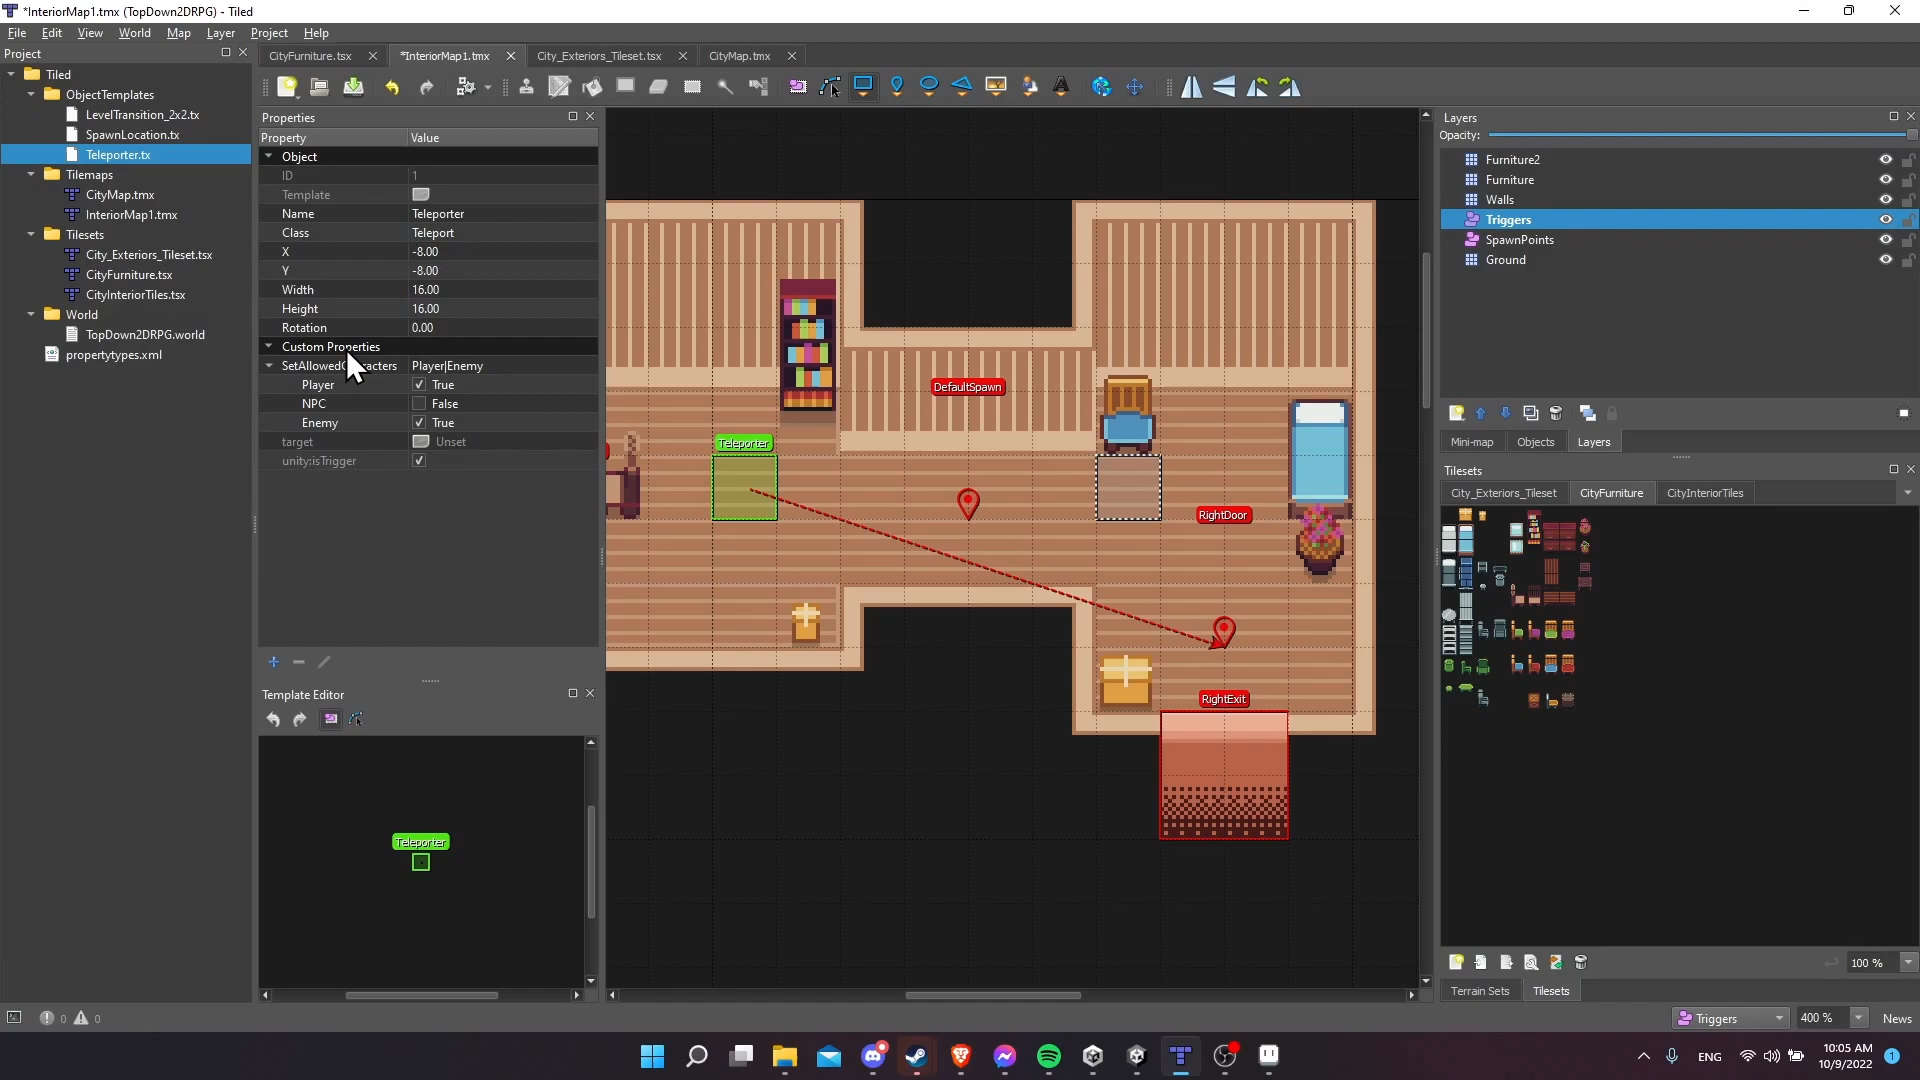 *InteriorMap1.tmx (TopDown2DRPG) - Tiled
File Edit View World Map Layer Project Help
Project
Tiled
ObjectTemplates
LevelTransition_2x2.tx
SpawnLocation.tx
Teleporter.tx
Tilemaps
CityMap.tmx
InteriorMap1.tmx
Tilesets
City_Exteriors_Tileset.tsx
CityFurniture.tsx
CityInteriorTiles.tsx
World
TopDown2DRPG.world
propertytypes.xml
CityFurniture.tsx *InteriorMap1.tmx City_Exteriors_Tileset.tsx CityMap.tmx
Properties
Property Value
Object
ID 1
Template
Name Teleporter
Class Teleport
X -8.00
Y -8.00
Width 16.00
Height 16.00
Rotation 0.00
Custom Properties
Player|Enemy
Player True
NPC False
Enemy True
target Unset
unity:isTrigger
Template Editor
Teleporter
DefaultSpawn
Teleporter
RightDoor
RightExit
Layers
Opacity:
Furniture2
Furniture
Walls
Triggers
SpawnPoints
Ground
Mini-map Objects Layers
Tilesets
City_Exteriors_Tileset CityFurniture CityInteriorTiles
100 %
Terrain Sets Tilesets
0 0
Triggers 400 % News
ENG
10:05 AM
10/9/2022
1